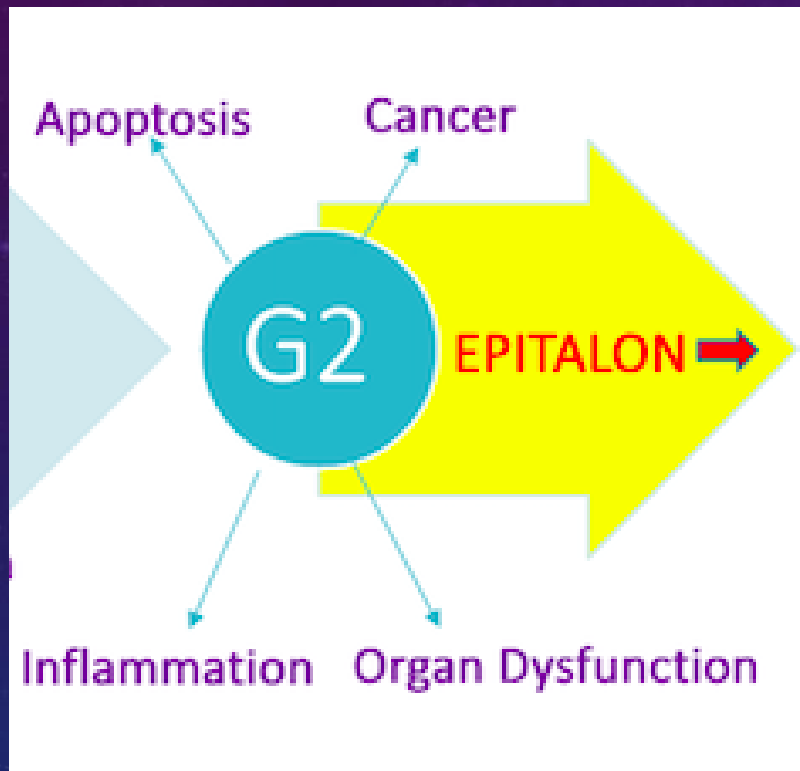 Apoptosis
Cancer
G2
EPITALON
Inflammation
Organ Dysfunction